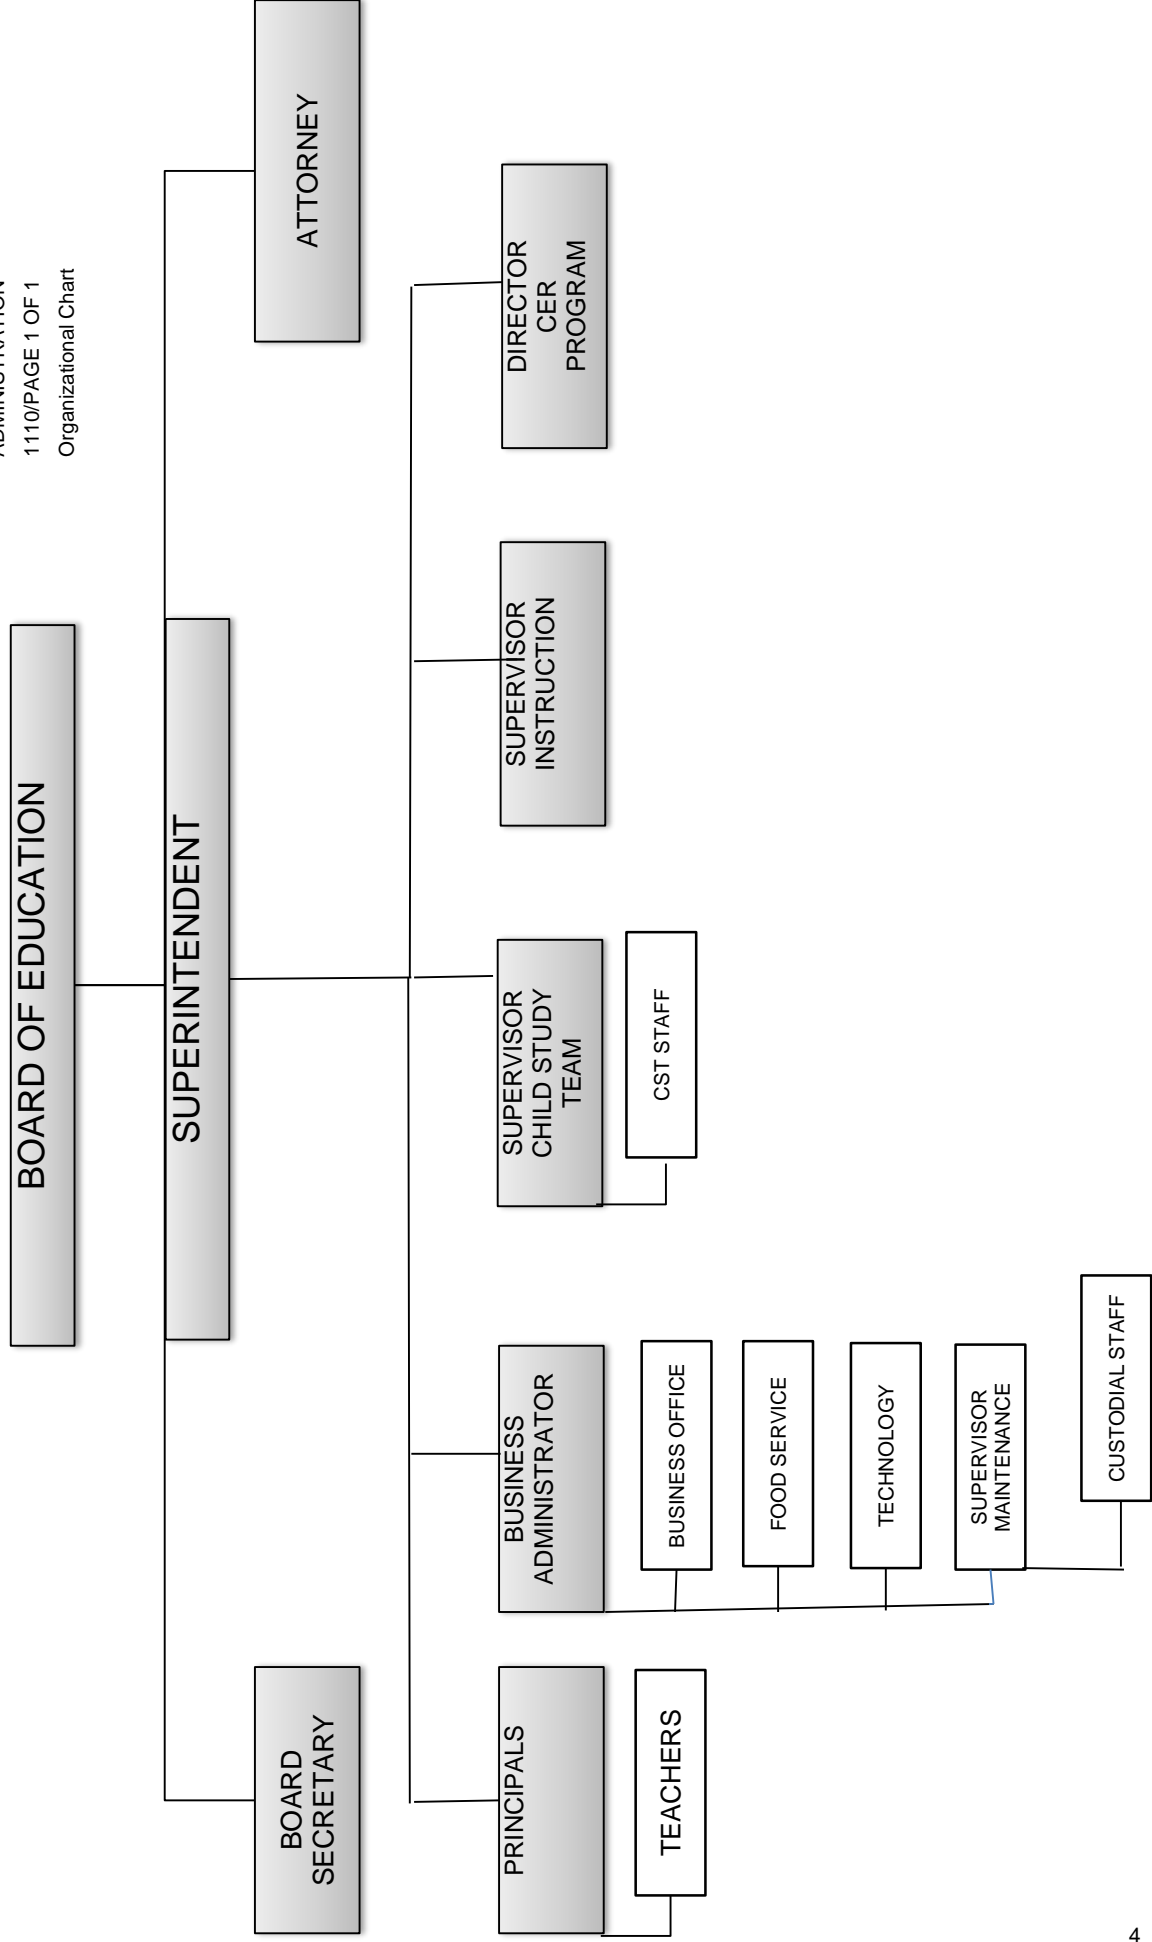 ADMINISTRATION
1110/PAGE 1 OF 1
Organizational Chart
BOARD OF EDUCATION
SUPERINTENDENT
BOARD
SECRETARY
ATTORNEY
PRINCIPALS
BUSINESS
ADMINISTRATOR
SUPERVISOR
CHILD STUDY
TEAM
SUPERVISOR
INSTRUCTION
DIRECTOR
CER
PROGRAM
TEACHERS
BUSINESS OFFICE
FOOD SERVICE
TECHNOLOGY
SUPERVISOR
MAINTENANCE
CUSTODIAL STAFF
CST STAFF
4